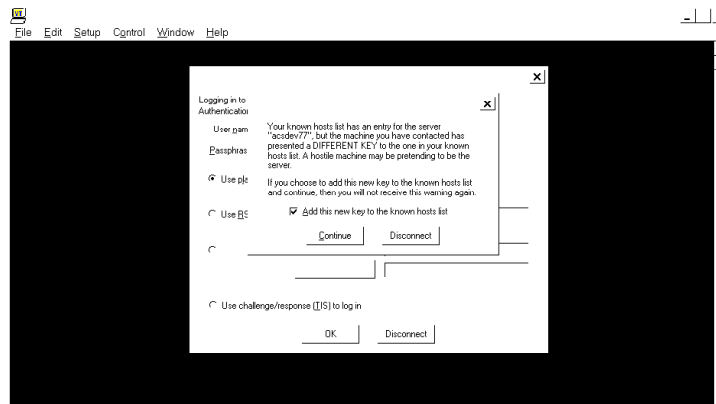 VT
File Edit Setup Control Window Help
Logging in to
Authentication
User nam
Passphras
Use pla
Use RS
Your known hosts list has an entry for the server
"acsdev77", but the machine you have contacted has
presented a DIFFERENT KEY to the one in your known
hosts list. A hostile machine may be pretending to be the
server.
If you choose to add this new key to the known hosts list
and continue, then you will not receive this warning again.
Add this new key to the known hosts list
Continue Disconnect
Use challenge/response (TIS) to log in
OK Disconnect